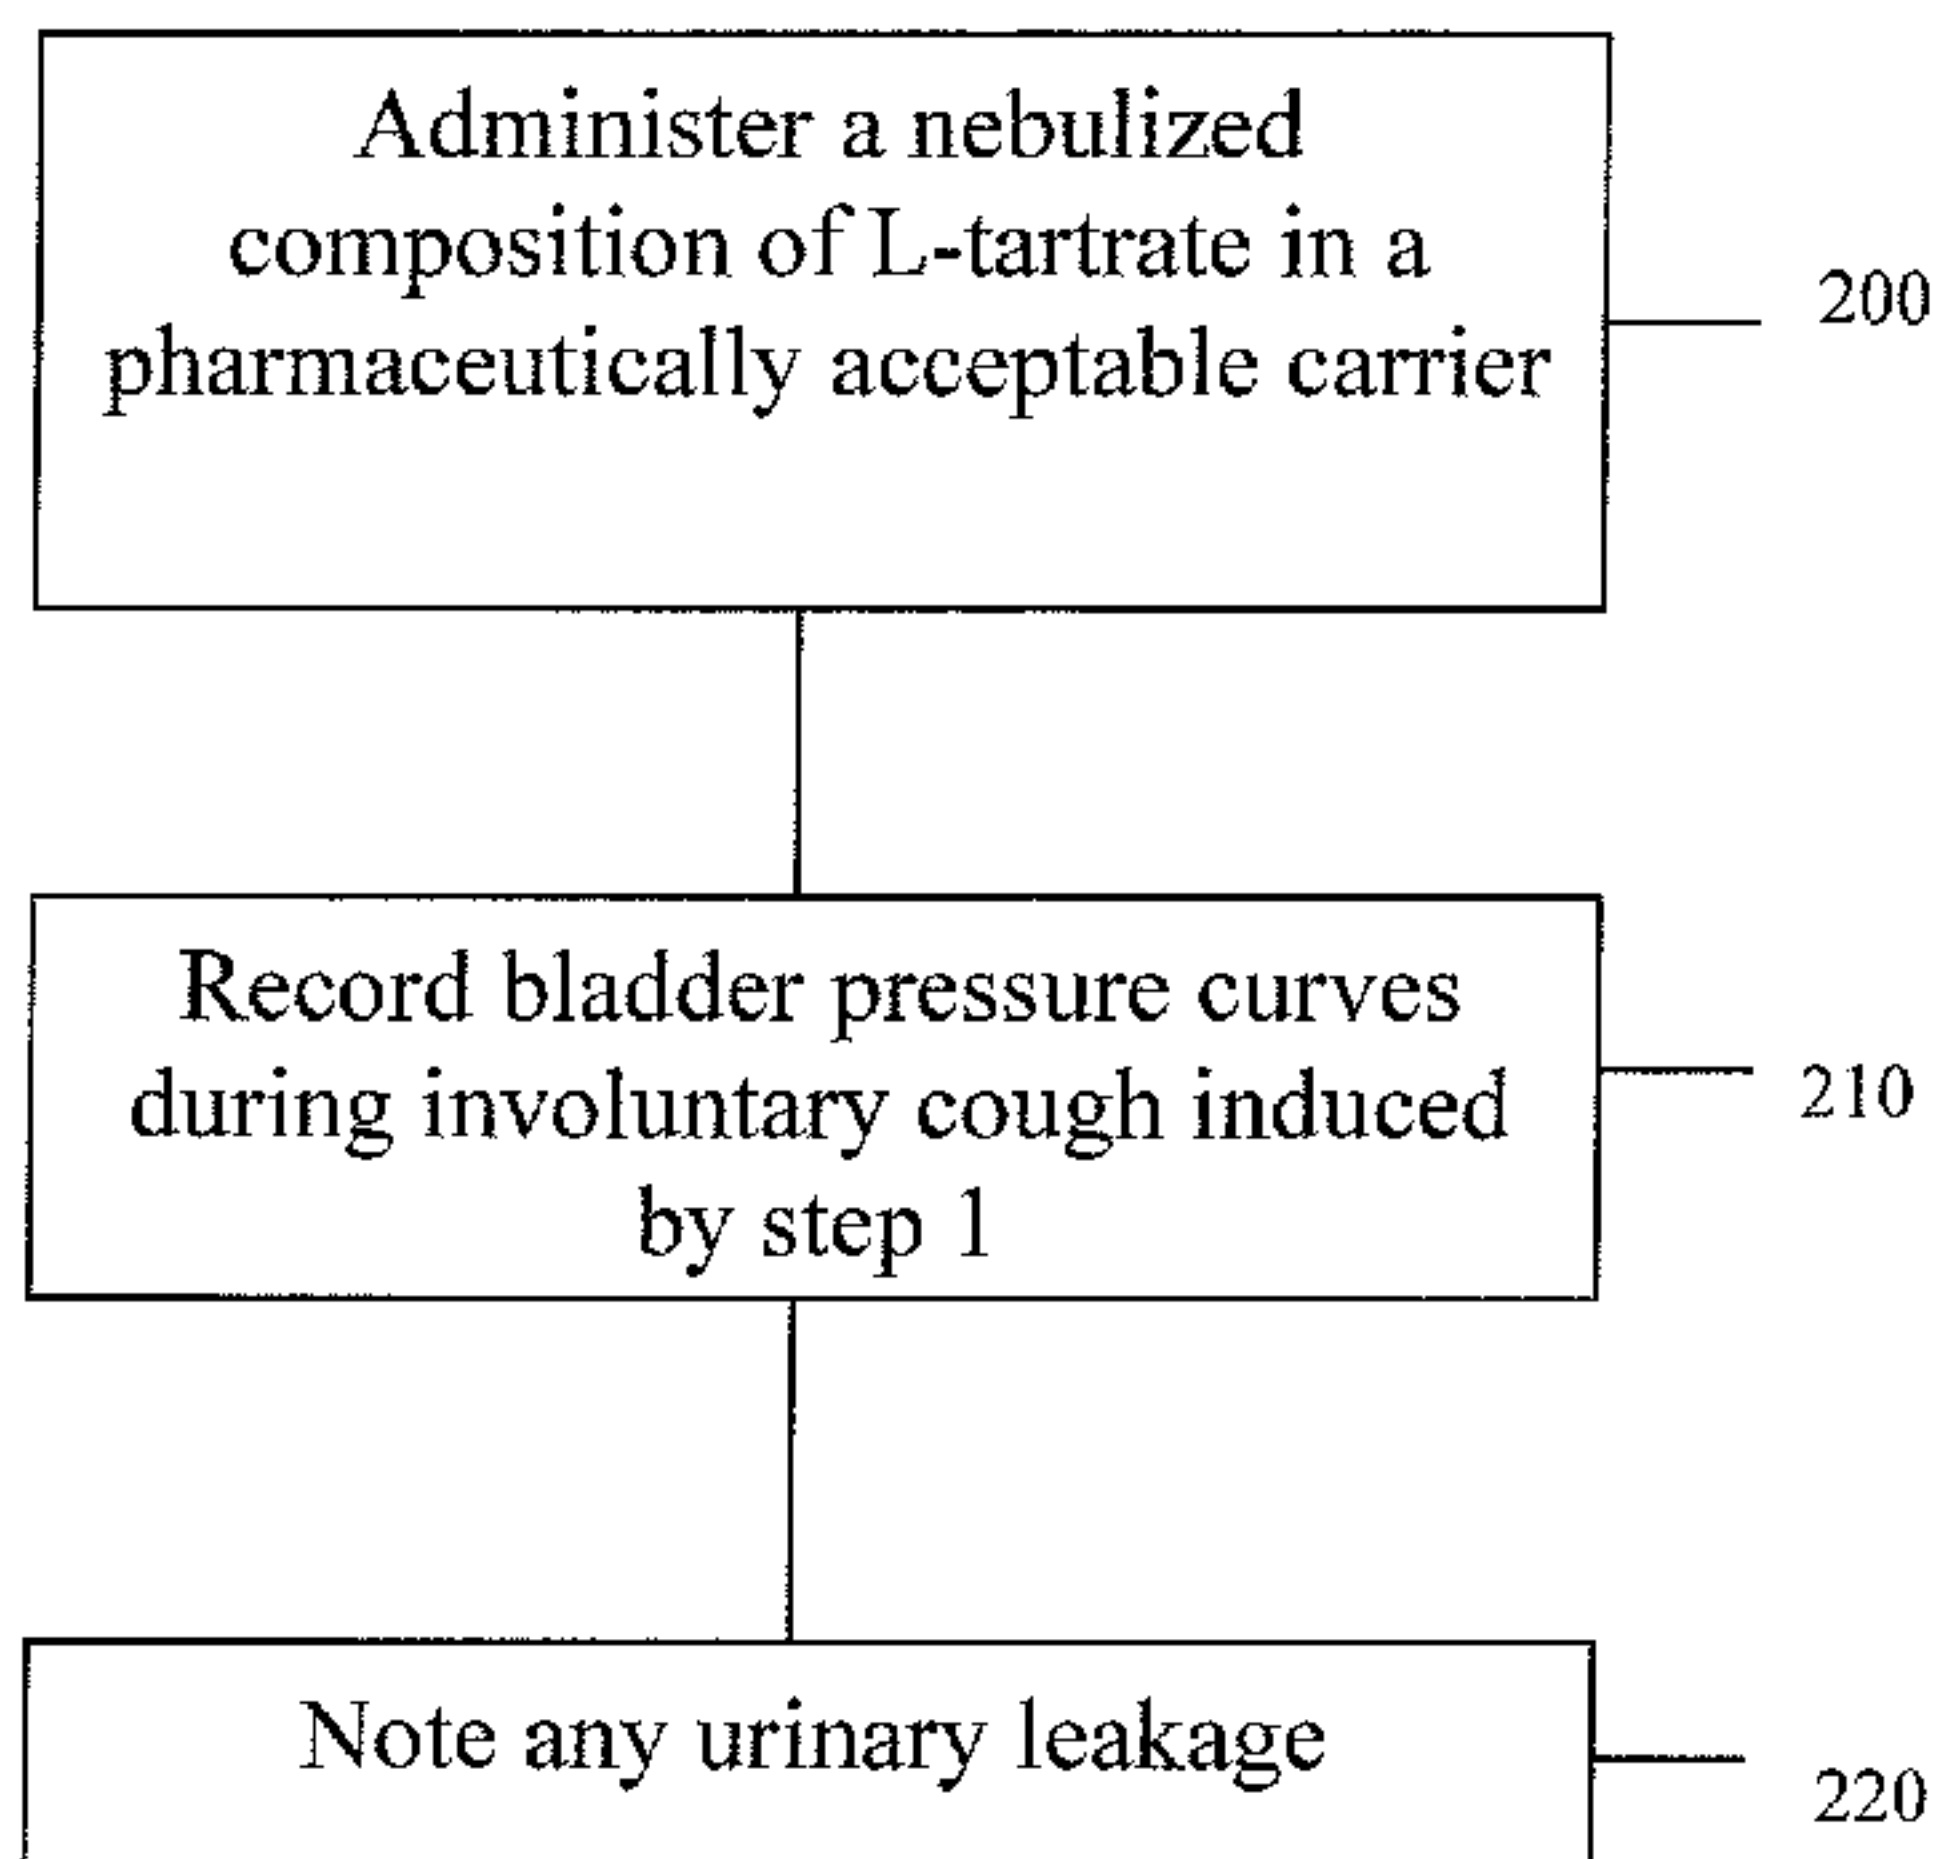 Administer a nebulized
composition of L-tartrate in a
pharmaceutically acceptable carrier
200
Record bladder pressure curves
during involuntary cough induced
by step 1
210
Note any urinary leakage
220